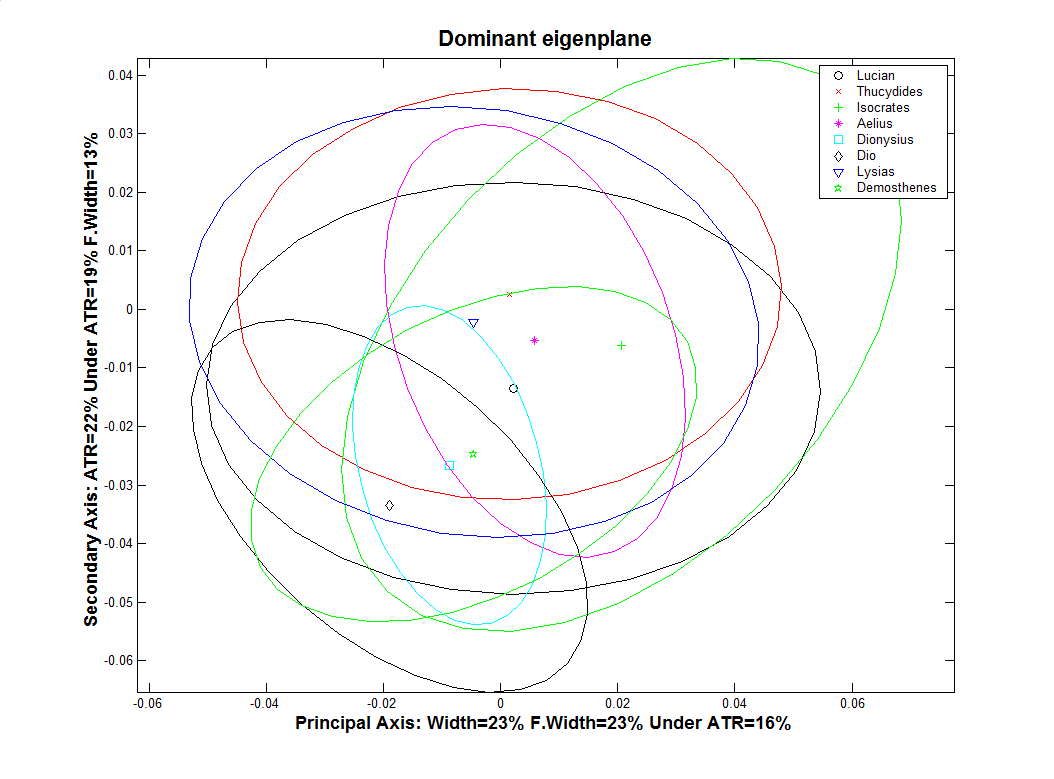 Dominant eigenplane
Lucian
Thucydides
Isocrates
Aelius
Dionysius
Dio
Lysias
Demosthenes
0.04
0.03
0.02
0.01
0
-0.01
-0.02
-0.03
-0.04
-0.05
-0.06
Secondary Axis: ATR=22% Under ATR=19% F.Width=13%
-0.06 -0.04 -0.02 0 0.02 0.04 0.06
Principal Axis: Width=23% F.Width=23% Under ATR=16%